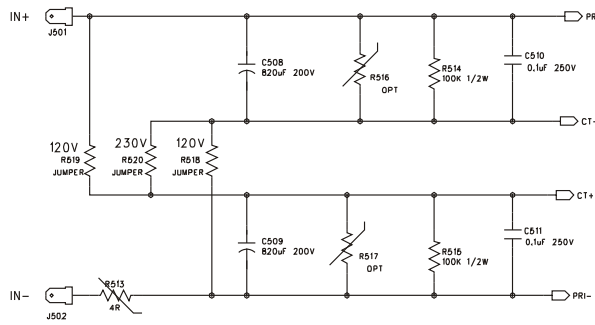 IN+
J501
PRI
C508
820uF 200V
R516
OPT
R514
100K 1/2W
C510
0.1uF 250V
CT-
120V
R519
JUMPER
230V
R520
JUMPER
120V
R518
JUMPER
CT+
C509
820uF 200V
R517
OPT
R515
100K 1/2W
C511
0.1uF 250V
IN-
J502
R513
4R
PRI-